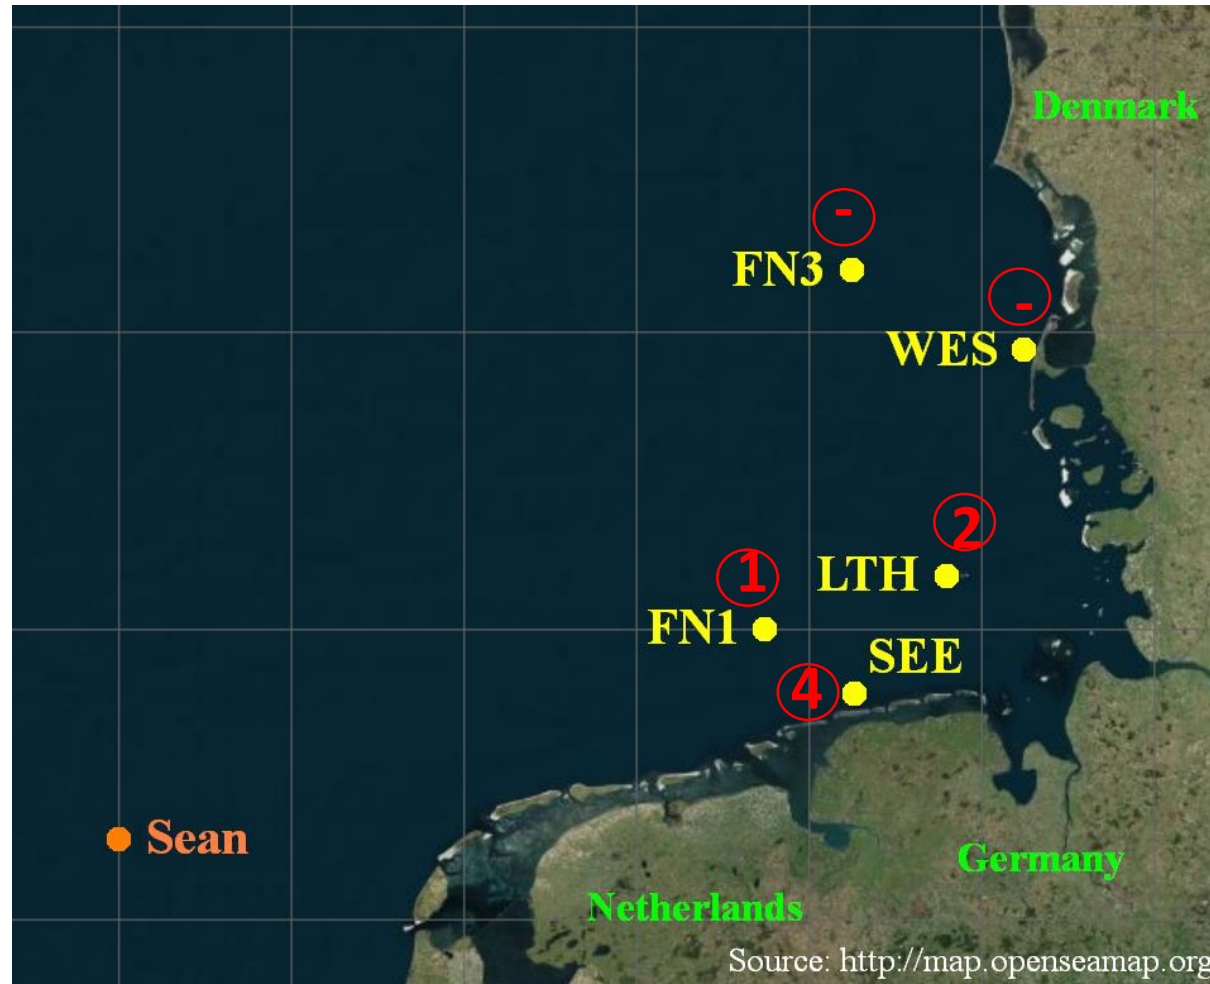 Denmark
-
FN3
-
WES
2
LTH
1
FN1
SEE
4
Sean
Germany
Netherlands
Source: http://map.openseamap.org